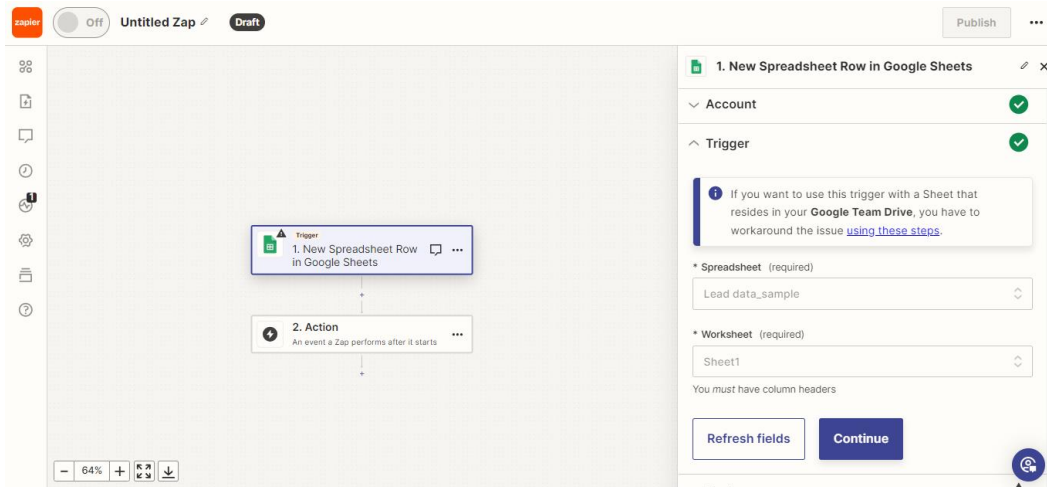 zapier
Off
Untitled Zap
Draft
Publish
1
Trigger
1. New Spreadsheet Row
in Google Sheets
2. Action
An event a Zap performs after it starts
64%
1. New Spreadsheet Row in Google Sheets
Account
Trigger
If you want to use this trigger with a Sheet that
resides in your Google Team Drive, you have to
workaround the issue using these steps.
* Spreadsheet (required)
Lead data_sample
* Worksheet (required)
Sheet1
You must have column headers
Refresh fields
Continue